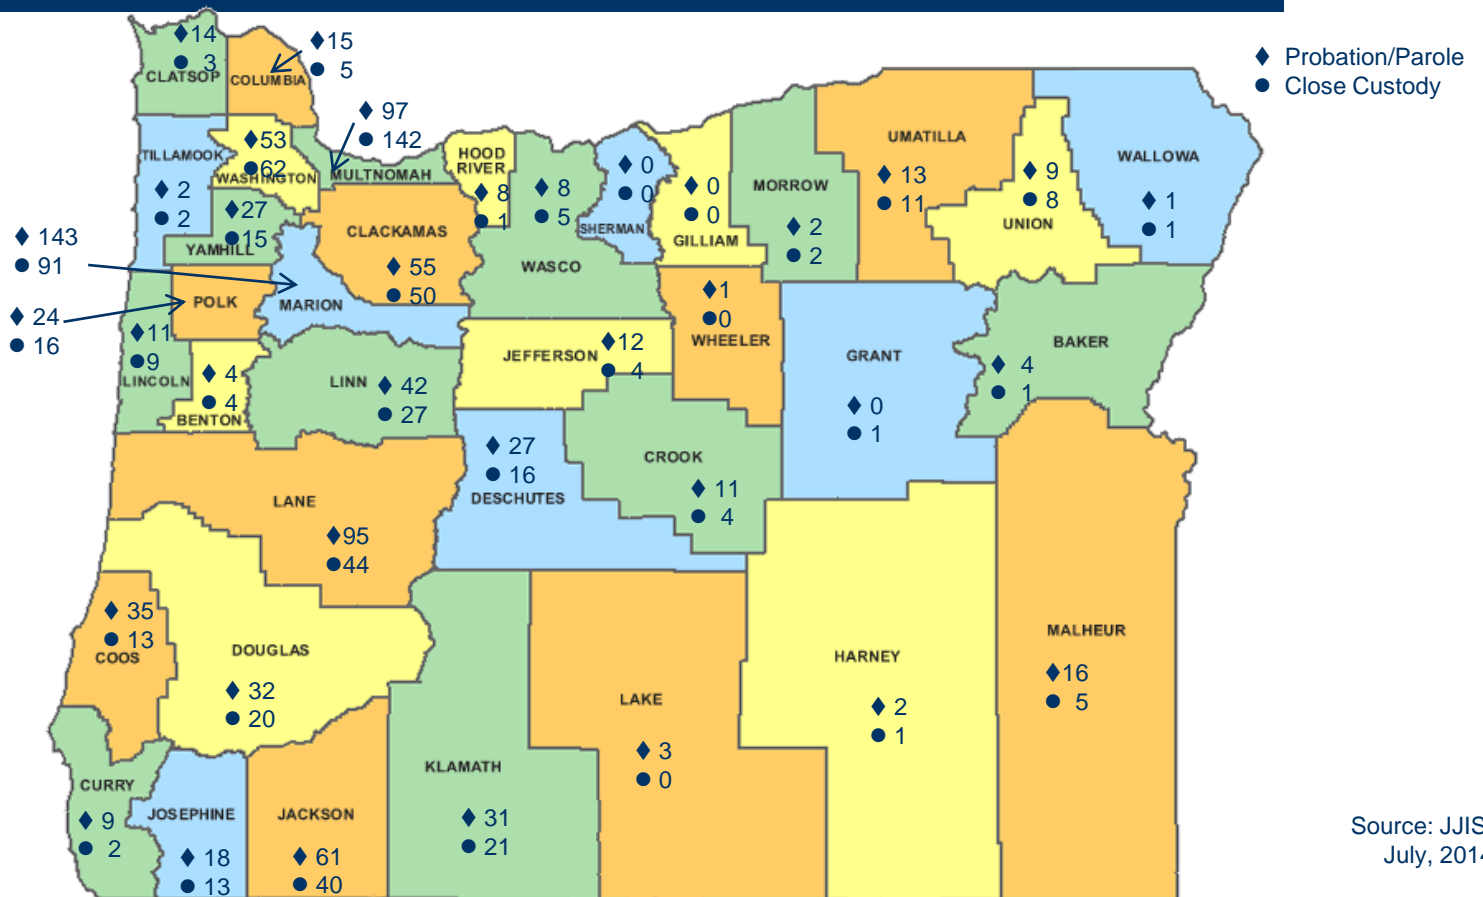 ♦ Probation/Parole
● Close Custody
♦ 14
● 3
CLATSOP
♦ 15
● 5
COLUMBIA
♦ 97
● 142
MULTNOMAH
♦ 53
● 62
WASHINGTON
TILLAMOOK
♦ 2
● 2
♦ 27
● 15
YAMHILL
HOOD
RIVER
♦ 8
● 1
♦ 8
● 5
WASCO
♦ 0
● 0
SHERMAN
♦ 0
● 0
GILLIAM
MORROW
♦ 2
● 2
UMATILLA
♦ 13
● 11
♦ 9
● 8
UNION
WALLOWA
♦ 1
● 1
CLACKAMAS
♦ 55
● 50
♦ 143
● 91
MARION
♦ 24
● 16
POLK
♦ 11
● 9
LINCOLN
♦ 4
● 4
BENTON
LINN
♦ 42
● 27
JEFFERSON
♦ 12
● 4
♦ 1
● 0
WHEELER
GRANT
♦ 0
● 1
BAKER
♦ 4
● 1
♦ 27
● 16
DESCHUTES
CROOK
♦ 11
● 4
LANE
♦ 95
● 44
♦ 35
● 13
COOS
DOUGLAS
♦ 32
● 20
HARNEY
♦ 2
● 1
MALHEUR
♦ 16
● 5
LAKE
♦ 3
● 0
KLAMATH
♦ 31
● 21
CURRY
♦ 9
● 2
JOSEPHINE
♦ 18
● 13
JACKSON
♦ 61
● 40
Source: JJIS
July, 2014